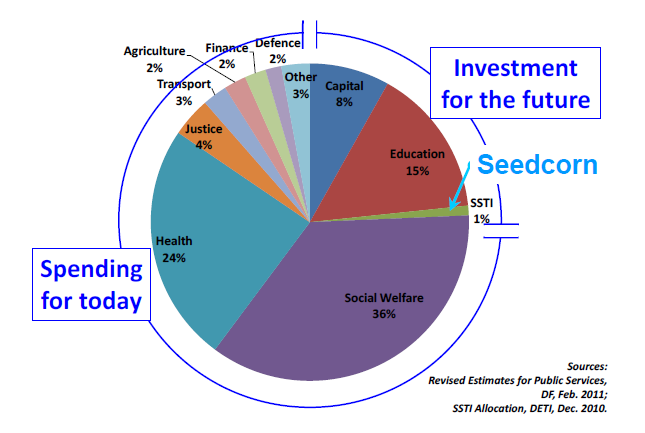 Investment
for the future
Seedcorn
Spending
for today
Capital
8%
Education
15%
SSTI
1%
Social Welfare
36%
Health
24%
Justice
4%
Transport
3%
Agriculture
2%
Finance
2%
Defence
2%
Other
3%
Sources:
Revised Estimates for Public Services,
DF, Feb. 2011;
SSTI Allocation, DETI, Dec. 2010.